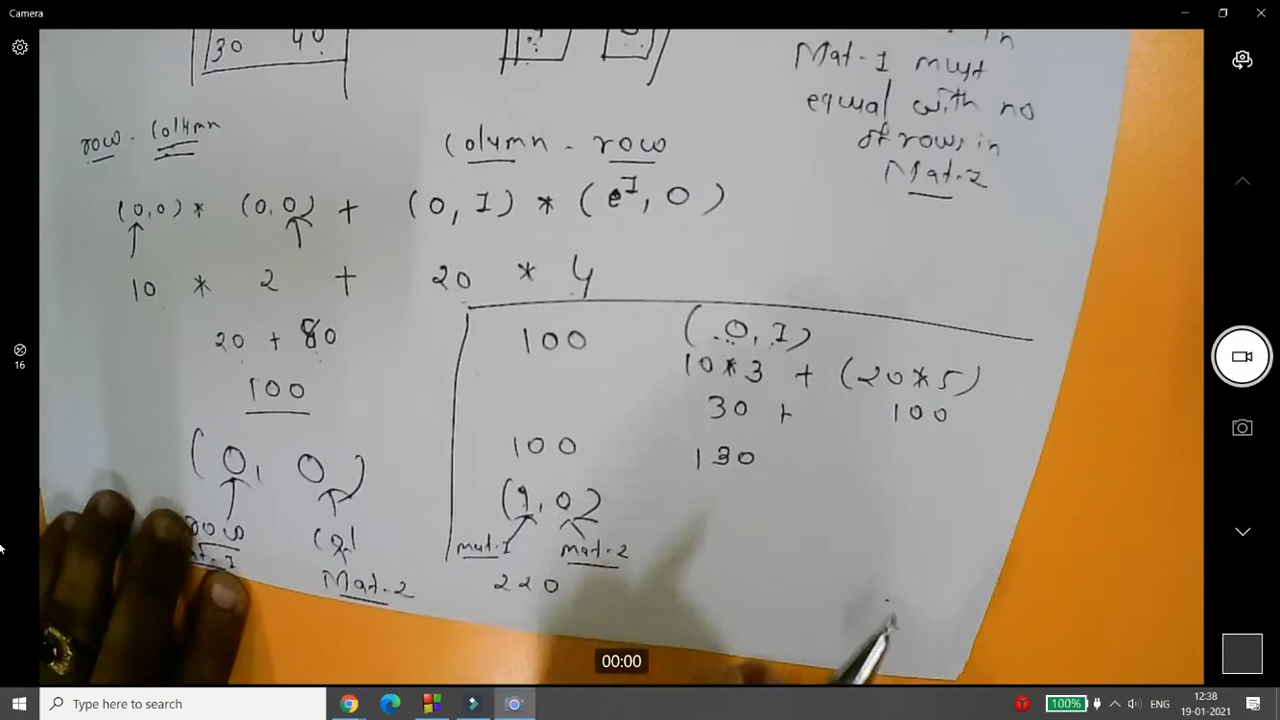 Camera
30 40
in
Mat-1 must
equal with no
of rows in
Mat-2
row - Column
Column - row
(0,0) * (0,0) + (0, 1) * (1, 0)
10 * 2 + 20 * 4
20 + 80
100
(0, 0)
row
Mat-2
100
(0, 1)
10*3 + (20*5)
30 + 100
100
130
(1,0)
mat-1 mat-2
220
16
00:00
Type here to search
100%
ENG
12:38
19-01-2021